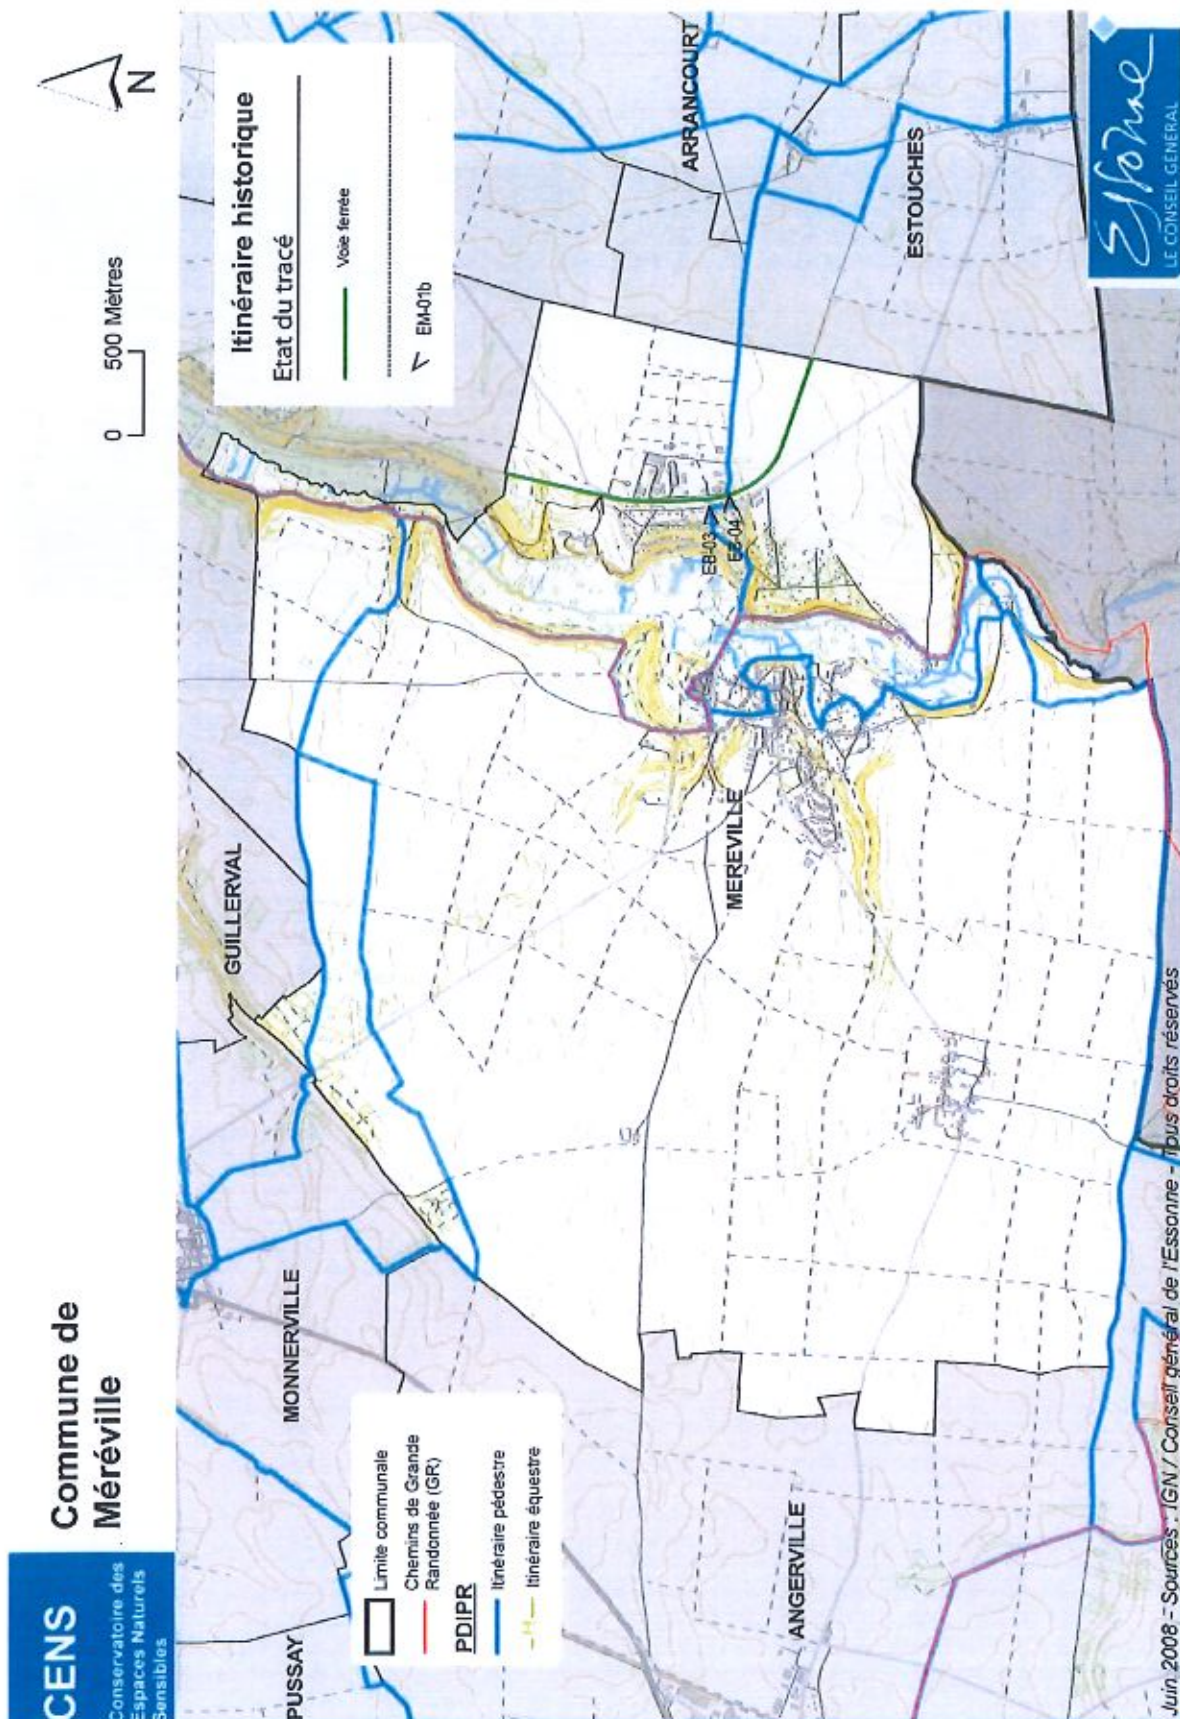 CENS
Conservatoire des
Espaces Naturels
Sensibles
Commune de
Méréville
0 500 Mètres
N
Itinéraire historique
Etat du tracé
Voie ferrée
EM-01b
PUSSAY
MONNERVILLE
GUILLERVAL
ARRANCOURT
ESTOUCHES
MEREVILLE
ANGERVILLE
EB-03
EB-04
Limite communale
Chemins de Grande
Randonnée (GR)
PDIPR
Itinéraire pédestre
Itinéraire équestre
Essonne
LE CONSEIL GÉNÉRAL
Juin 2008 - Sources : IGN / Conseil général de l'Essonne - Tous droits réservés